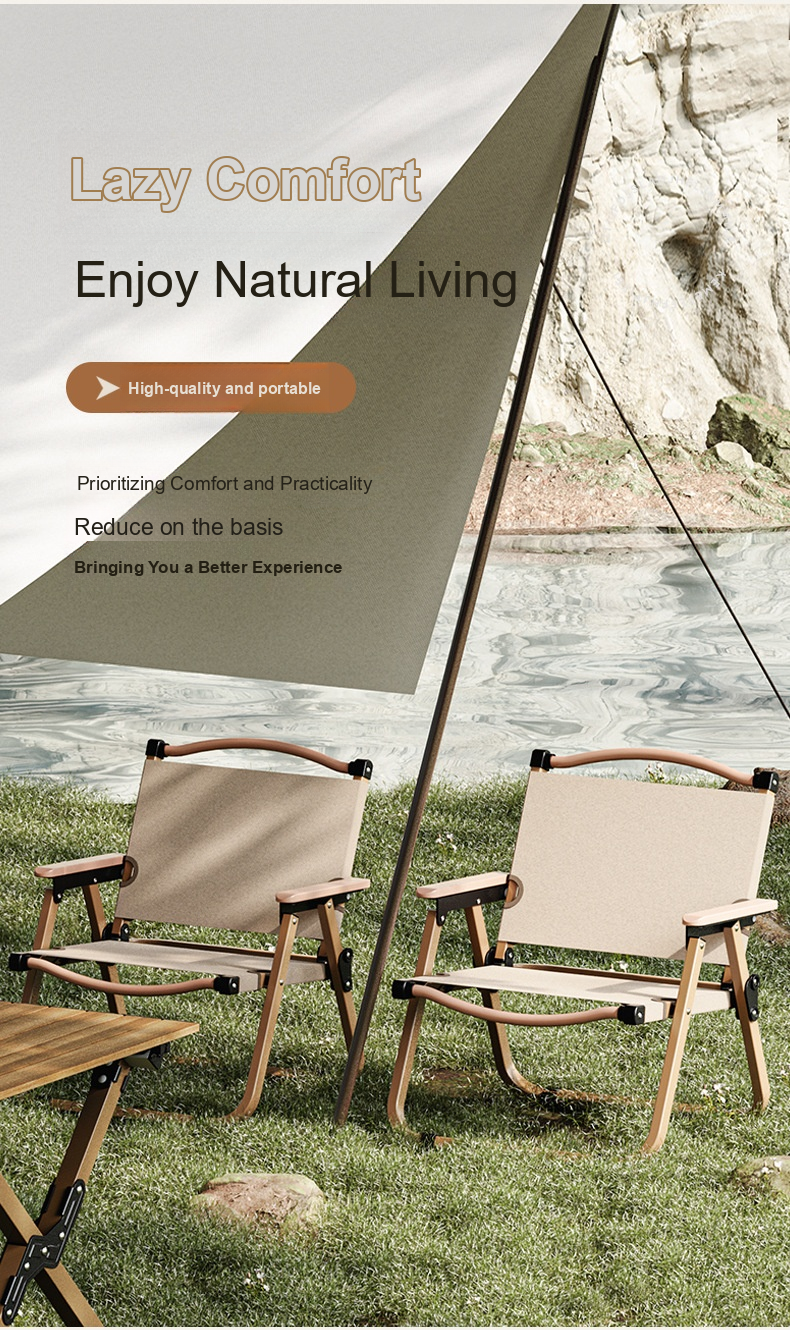 Lazy Comfort
Enjoy Natural Living
High-quality and portable
Prioritizing Comfort and Practicality
Reduce on the basis
Bringing You a Better Experience